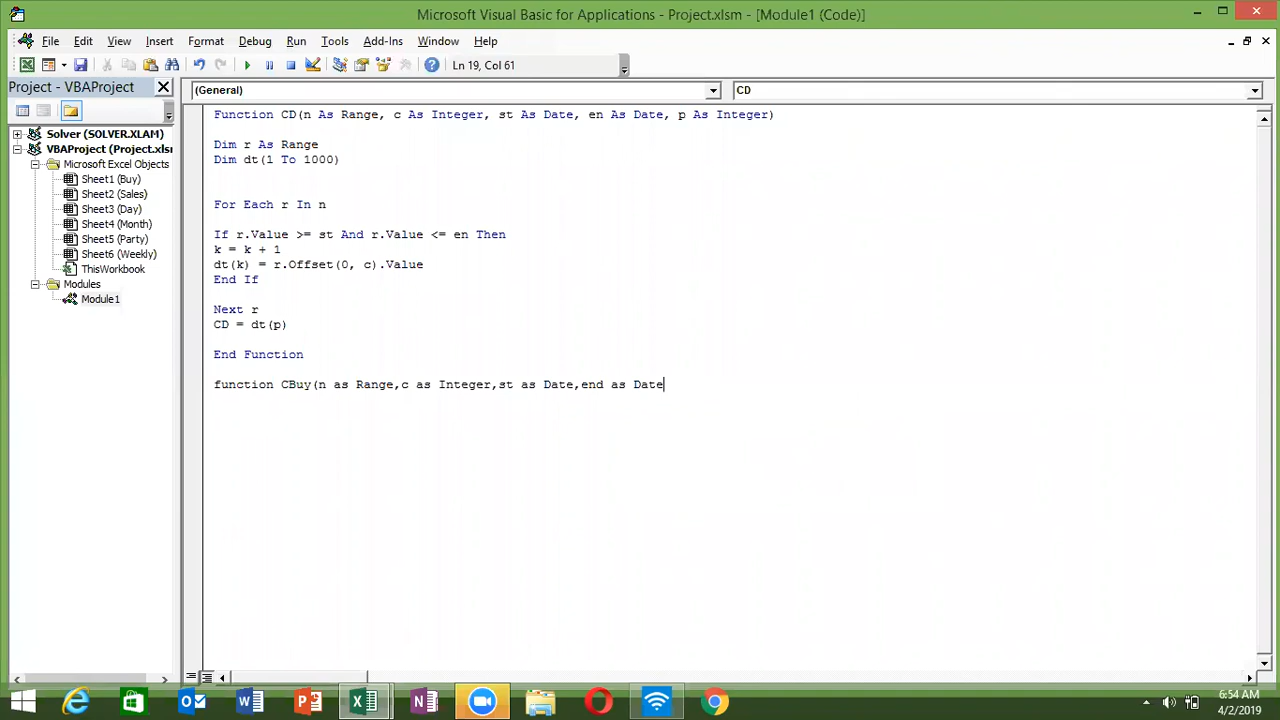 Microsoft Visual Basic for Applications - Project.xlsm - [Module1 (Code)]
File Edit View Insert Format Debug Run Tools Add-Ins Window Help
Ln 19, Col 61
Project - VBAProject
(General)
CD
Solver (SOLVER.XLAM)
VBAProject (Project.xlsm
Microsoft Excel Objects
Sheet1 (Buy)
Sheet2 (Sales)
Sheet3 (Day)
Sheet4 (Month)
Sheet5 (Party)
Sheet6 (Weekly)
ThisWorkbook
Modules
Module1
Function CD(n As Range, c As Integer, st As Date, en As Date, p As Integer)
Dim r As Range
Dim dt(1 To 1000)
For Each r In n
If r.Value >= st And r.Value <= en Then
k = k + 1
dt(k) = r.Offset(0, c).Value
End If
Next r
CD = dt(p)
End Function
function CBuy(n as Range,c as Integer,st as Date,end as Date
6:54 AM
4/2/2019